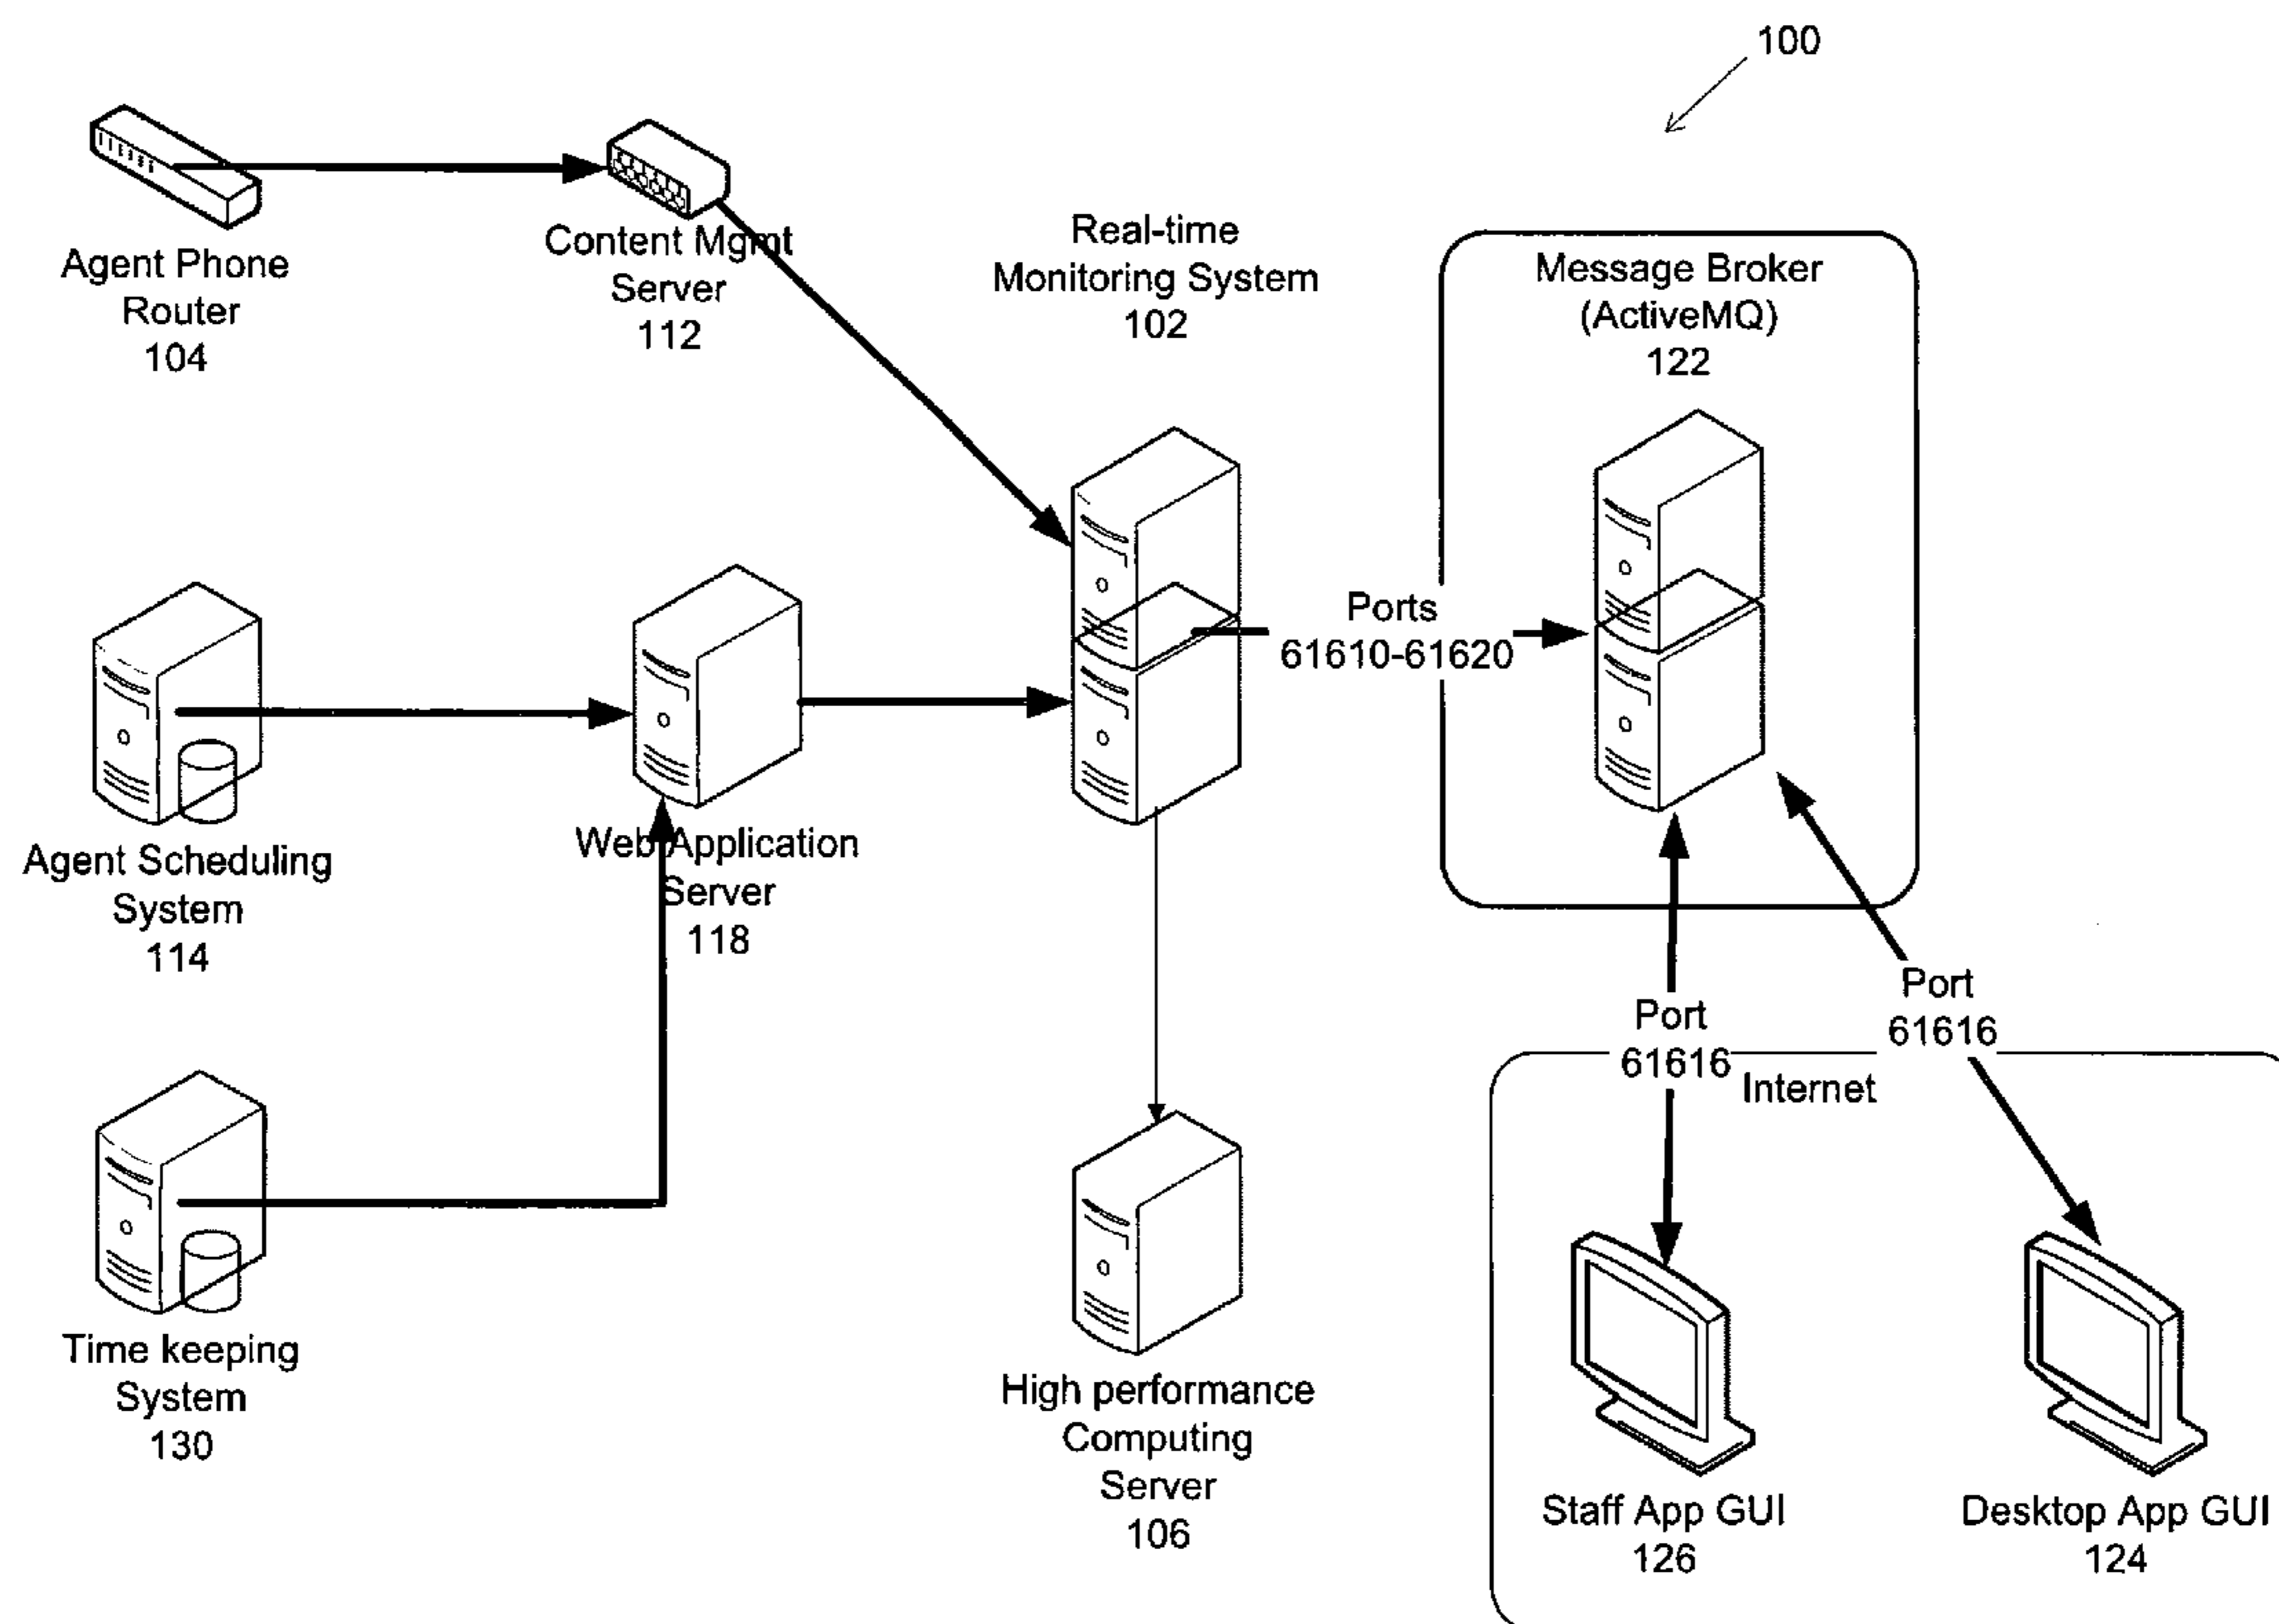 100
Agent Phone
Router
104
Content Mgmt
Server
112
Real-time
Monitoring System
102
Message Broker
(ActiveMQ)
122
Ports
61610-61620
Agent Scheduling
System
114
Web Application
Server
118
Port
61616
Port
61616
Internet
Time keeping
System
130
High performance
Computing
Server
106
Staff App GUI
126
Desktop App GUI
124